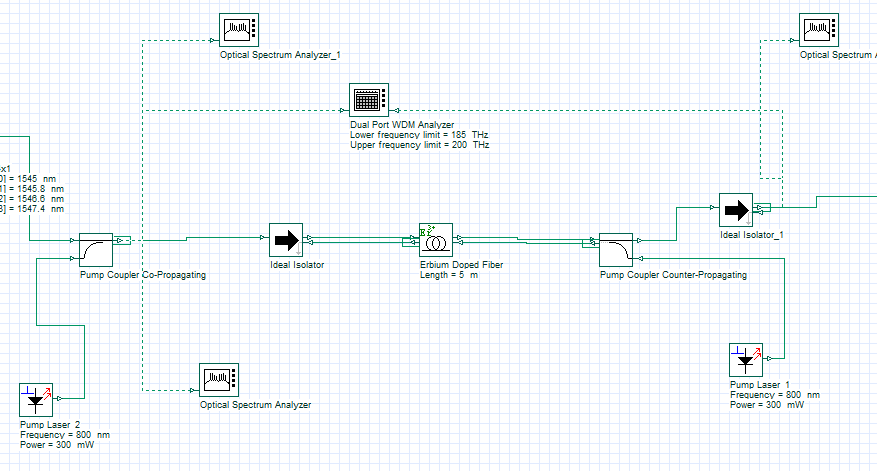 Optical Spectrum Analyzer_1
Optical Spectrum A
Dual Port WDM Analyzer
Lower frequency limit = 185 THz
Upper frequency limit = 200 THz
x1
0] = 1545 nm
1] = 1545.8 nm
2] = 1546.6 nm
3] = 1547.4 nm
Ideal Isolator_1
Pump Coupler Co-Propagating
Ideal Isolator
Erbium Doped Fiber
Length = 5 m
Pump Coupler Counter-Propagating
Optical Spectrum Analyzer
Pump Laser 1
Frequency = 800 nm
Power = 300 mW
Pump Laser 2
Frequency = 800 nm
Power = 300 mW